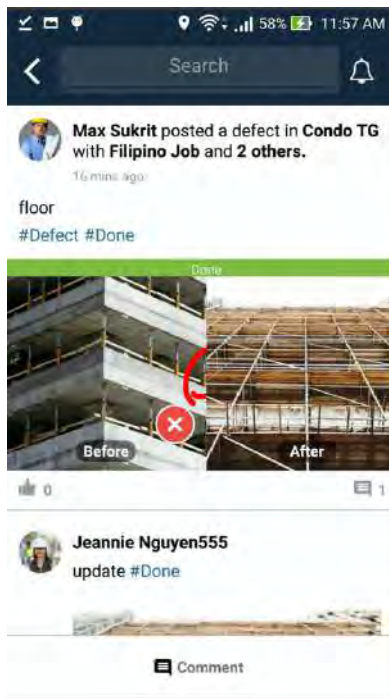 58% 11:57 AM
Search
Max Sukrit posted a defect in Condo TG
with Filipino Job and 2 others.
16 mins ago
floor
#Defect #Done
Done
Before
After
0
1
Jeannie Nguyen555
update #Done
Comment